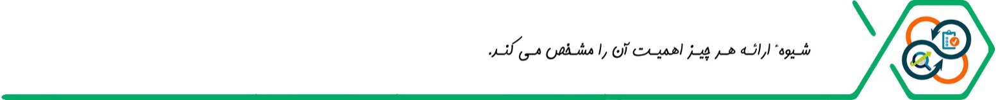 شیوهٔ ارائه هر چیز اهمیت آن را مشخص می کند.